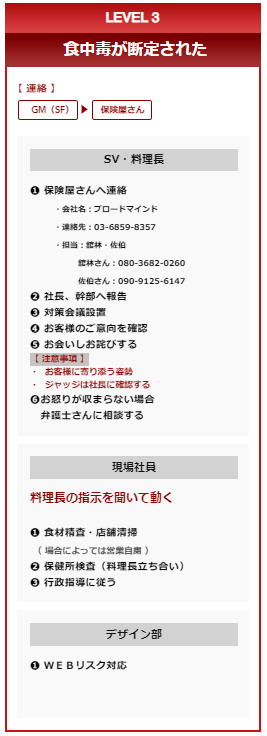 LEVEL 3
食中毒が断定された
【 連絡 】
GM（SF） ▶ 保険屋さん
SV・料理長
❶ 保険屋さんへ連絡
・会社名：ブロードマインド
・連絡先：03-6859-8357
・担当：舘林・佐伯
舘林さん：080-3682-0260
佐伯さん：090-9125-6147
❷ 社長、幹部へ報告
❸ 対策会議設置
❹ お客様のご意向を確認
❺ お会いしお詫びする
【 注意事項 】
・ お客様に寄り添う姿勢
・ ジャッジは社長に確認する
❻お怒りが収まらない場合
弁護士さんに相談する
現場社員
料理長の指示を聞いて動く
❶ 食材精査・店舗清掃
（ 場合によっては営業自粛 ）
❷ 保健所検査（料理長立ち合い）
❸ 行政指導に従う
デザイン部
❶ ＷＥＢリスク対応